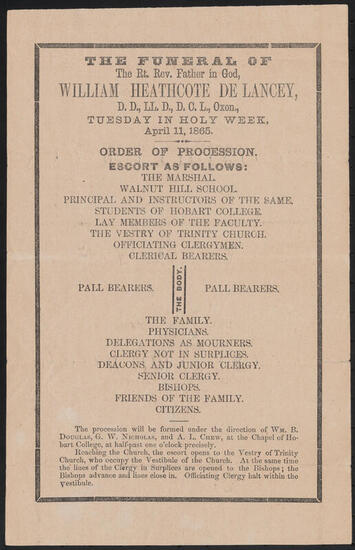 THE FUNERAL OF
The Rt. Rev. Father in God,
WILLIAM HEATHCOTE DE LANCEY,
D. D., LL. D., D. C. L., Oxon.,
TUESDAY IN HOLY WEEK,
April 11, 1865.
ORDER OF PROCESSION.
ESCORT AS FOLLOWS:
THE MARSHAL.
WALNUT HILL SCHOOL.
PRINCIPAL AND INSTRUCTORS OF THE SAME.
STUDENTS OF HOBART COLLEGE.
LAY MEMBERS OF THE FACULTY.
THE VESTRY OF TRINITY CHURCH.
OFFICIATING CLERGYMEN.
CLERICAL BEARERS.
PALL BEARERS.
THE BODY.
PALL BEARERS.
THE FAMILY.
PHYSICIANS.
DELEGATIONS AS MOURNERS.
CLERGY NOT IN SURPLICES.
DEACONS, AND JUNIOR CLERGY.
SENIOR CLERGY.
BISHOPS.
FRIENDS OF THE FAMILY.
CITIZENS.
The procession will be formed under the direction of WM. B.
DOUGLAS, G. W. NICHOLAS, and A. L. CHEW, at the Chapel of Ho-
bart College, at half-past one o'clock precisely.
Reaching the Church, the escort opens to the Vestry of Trinity
Church, who occupy the Vestibule of the Church. At the same time
the lines of the Clergy in Surplices are opened to the Bishops; the
Bishops advance and lines close in. Officiating Clergy halt within the
Vestibule.